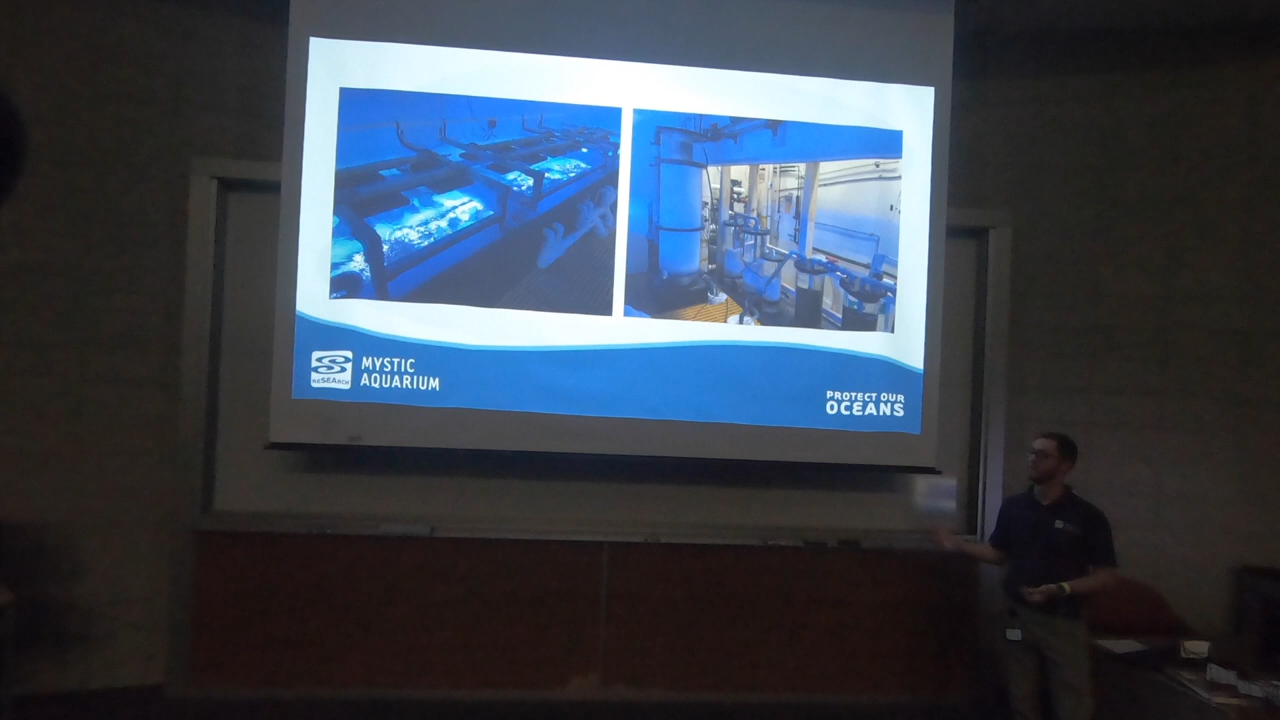 reSEArch
MYSTIC
AQUARIUM
PROTECT OUR
OCEANS